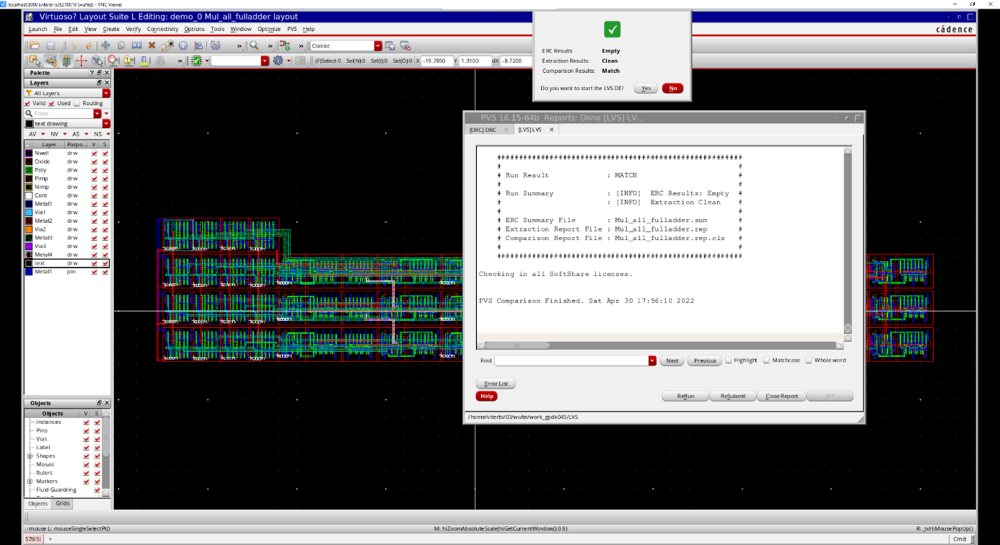 localhost:8000 (viterbi-scf2:10010 (wufei)) - VNC Viewer
Virtuoso? Layout Suite L Editing: demo_0 Mul_all_fulladder layout
Launch File Edit View Create Verify Connectivity Options Tools Window Optimize PVS Help
cādence
» » » Classic
» (F)Select:0 Sel(N):0 Sel(I):0 Sel(O):0 X -19.7850 Y 1.3100 dX -8.7200
ERC Results Empty
Extraction Results: Clean
Comparison Results: Match
Do you want to start the LVS DE? Yes No
Palette
Layers
All Layers
Valid Used Routing
Filter
text drawing
AV NV AS NS
Layer Purpo... V S
Nwell drw
Oxide drw
Poly drw
Pimp drw
Nimp drw
Cont drw
Metal1 drw
Via1 drw
Metal2 drw
Via2 drw
Metal3 drw
Via3 drw
Metal4 drw
text drw
Metal1 pin
PVS 16.15-64b Reports: Done [LVS] LV...
[DRC] DRC [LVS] LVS
#########################################################
# #
# Run Result : MATCH #
# #
# Run Summary : [INFO] ERC Results: Empty #
# : [INFO] Extraction Clean #
# #
# ERC Summary File : Mul_all_fulladder.sum #
# Extraction Report File : Mul_all_fulladder.rep #
# Comparison Report File : Mul_all_fulladder.rep.cls #
# #
#########################################################
Checking in all SoftShare licenses.
PVS Comparison Finished. Sat Apr 30 17:56:10 2022
Find Next Previous Highlight Matchcase Whole word
Error List
Help ReRun ReSubmit Close Report Kill
/home/viterbi/03/wufei/work_gpdk045/LVS
Objects
Objects V S
Instances
Pins
Vias
Label
Shapes
Mosaic
Rulers
Markers
Fluid Guardring
Objects Grids
mouse L: mouseSingleSelectPt() M: hiZoomAbsoluteScale(hiGetCurrentWindow() 0.9) R: _lxHiMousePopUp()
57(65) > Cmd: